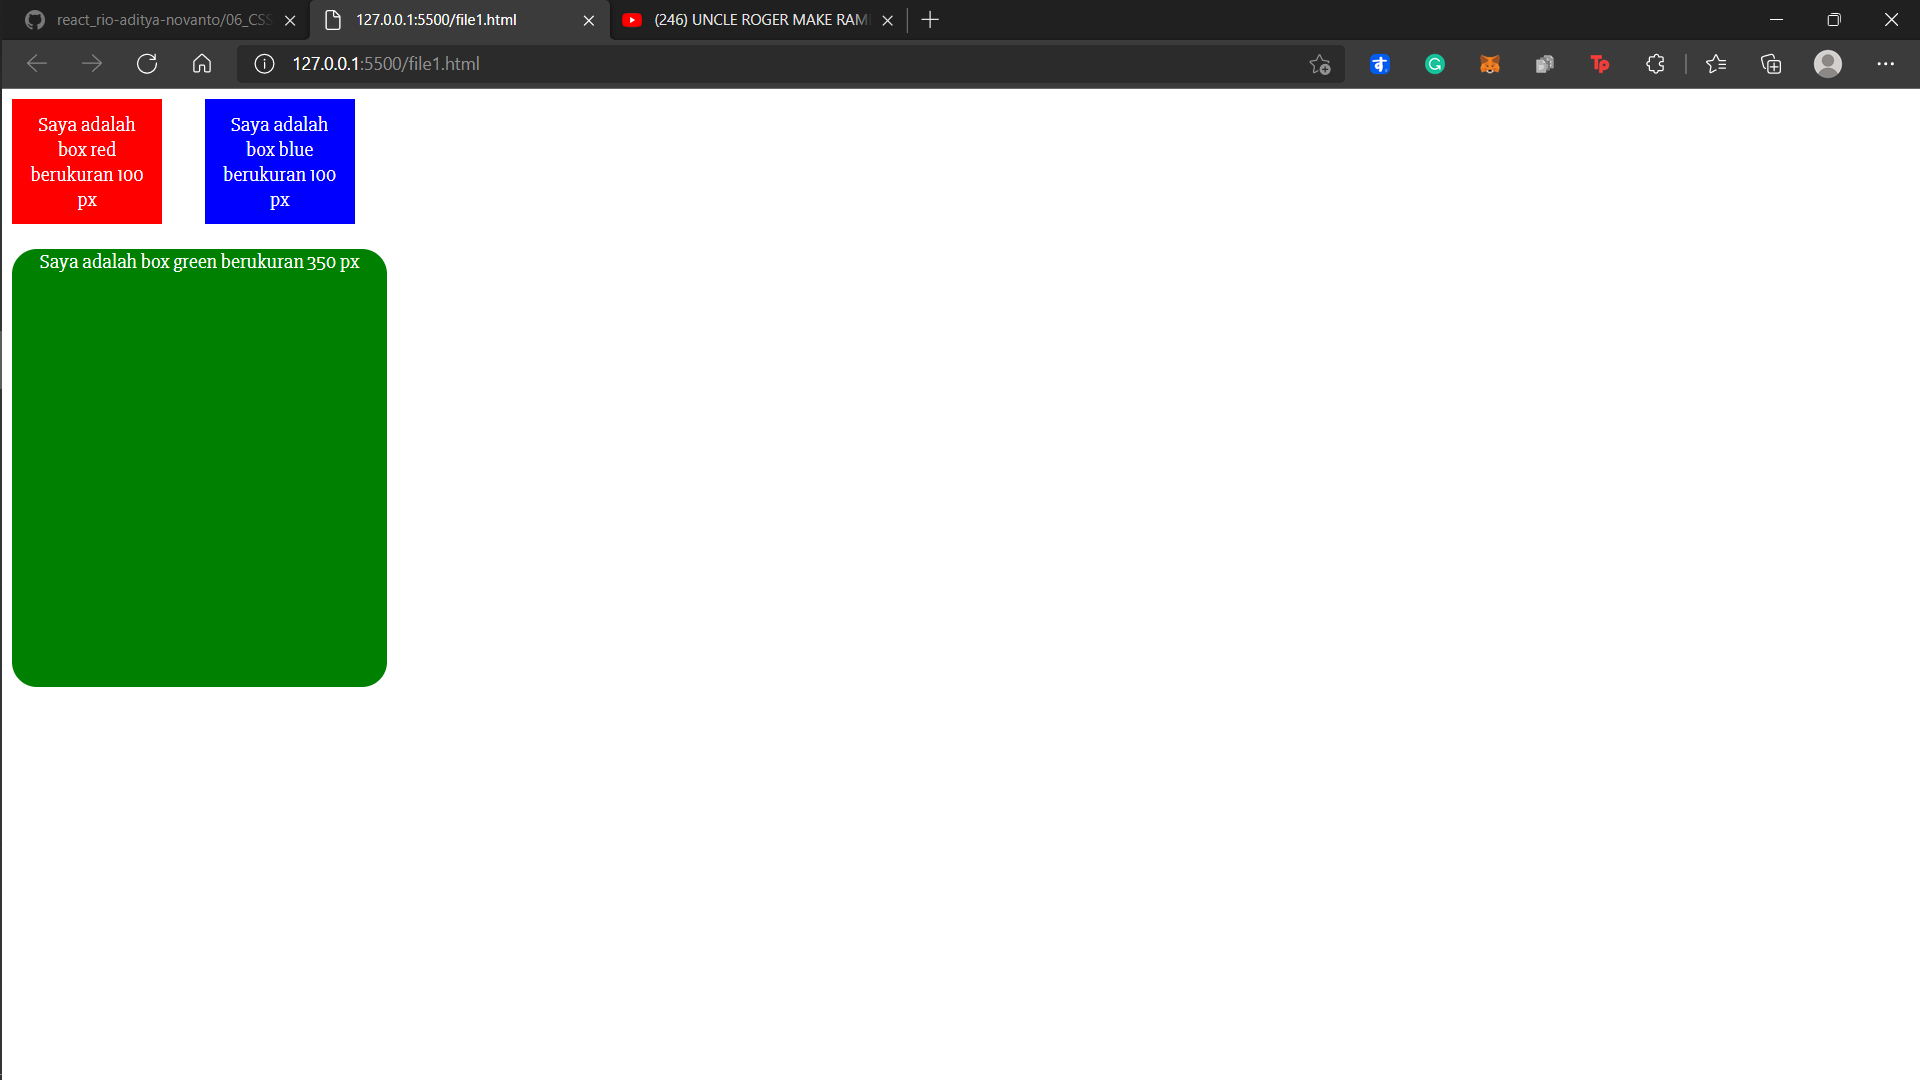 react_rio-aditya-novanto/06_CSS
127.0.0.1:5500/file1.html
(246) UNCLE ROGER MAKE RAM
127.0.0.1:5500/file1.html
Tp
Saya adalah
box red
berukuran 100
px
Saya adalah
box blue
berukuran 100
px
Saya adalah box green berukuran 350 px